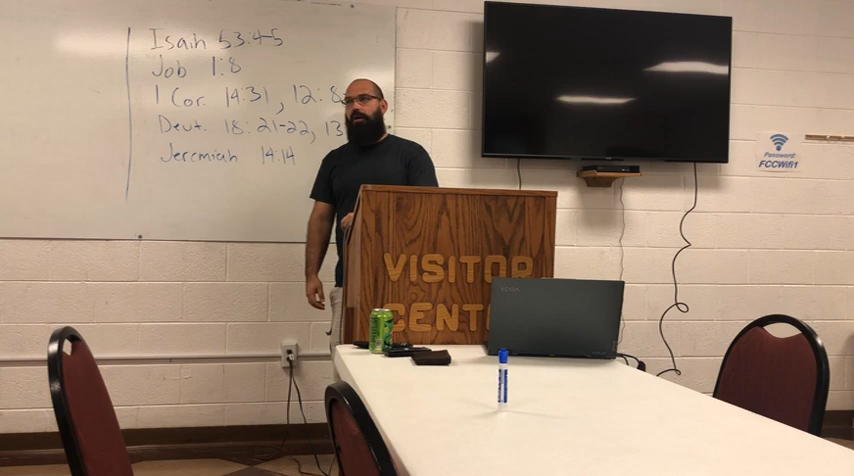 Isaih 53:4-5
Job 1:8
1 Cor. 14:31, 12:8
Deut. 18:21-22, 13
Jeremiah 14:14
VISITOR
CENT
Password:
FCCWifi1
YOGA